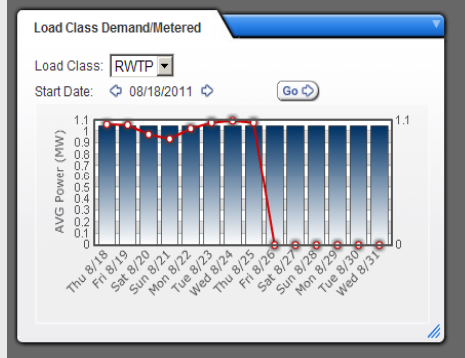 Load Class Demand/Metered
Load Class: RWTP
Start Date: 08/18/2011 Go
AVG Power (MW)
1.1
1
0.9
0.8
0.7
0.6
0.5
0.4
0.3
0.2
0.1
0
1.1
0
Thu 8/18
Fri 8/19
Sat 8/20
Sun 8/21
Mon 8/22
Tue 8/23
Wed 8/24
Thu 8/25
Fri 8/26
Sat 8/27
Sun 8/28
Mon 8/29
Tue 8/30
Wed 8/31